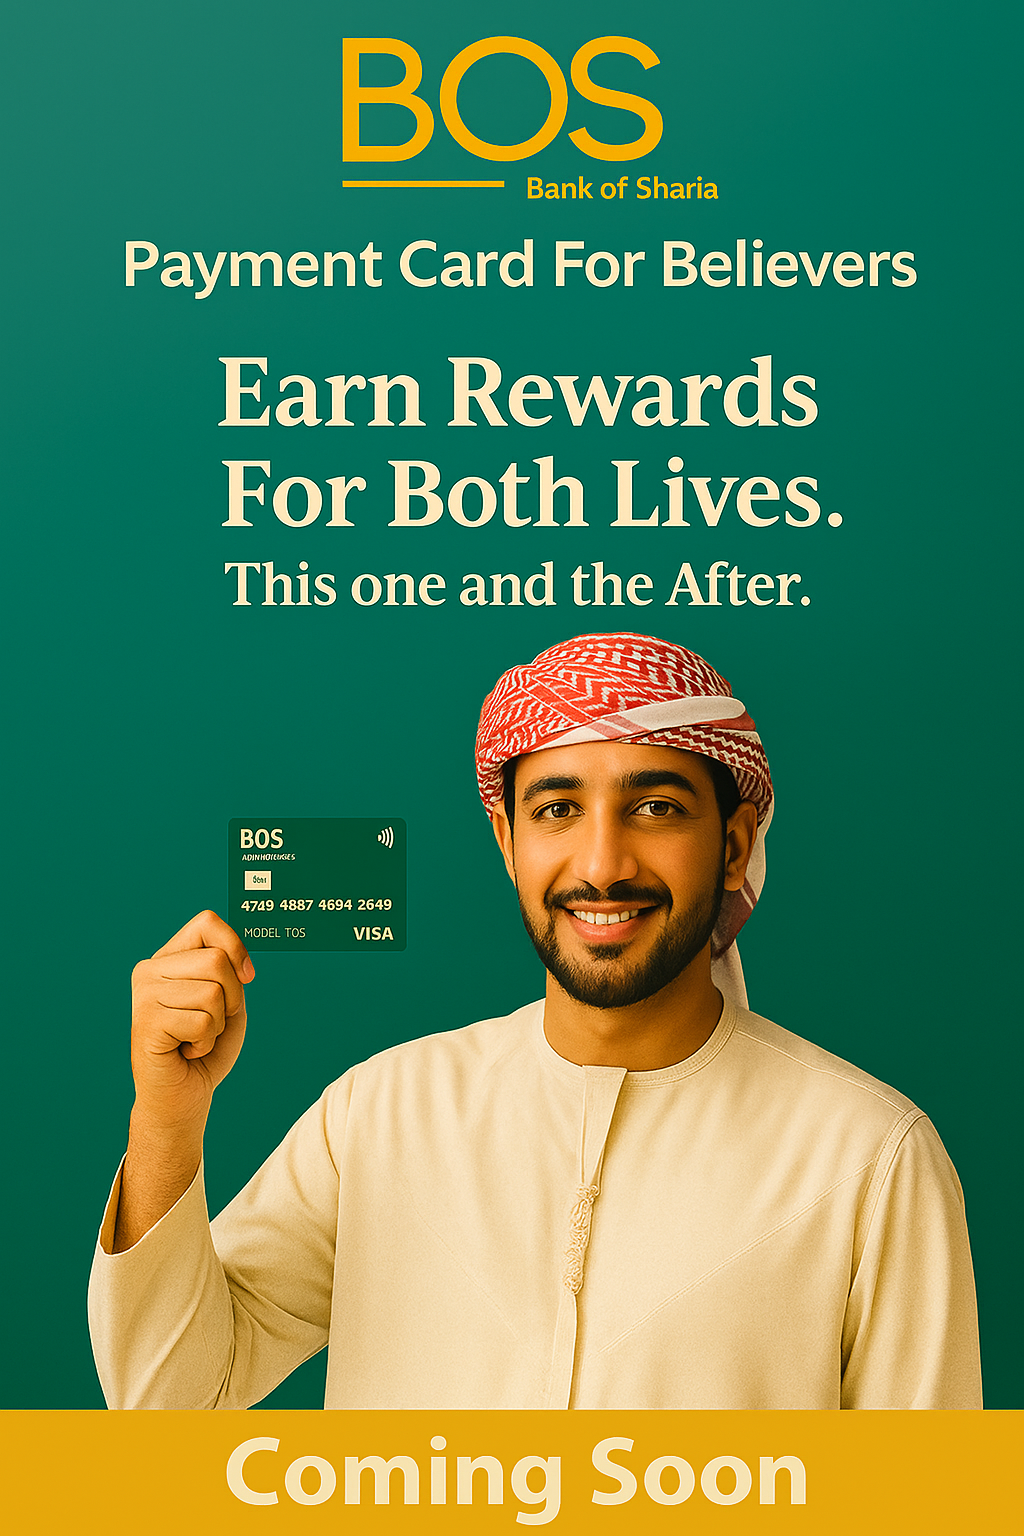 BOS
Bank of Sharia
Payment Card For Believers
Earn Rewards
For Both Lives.
This one and the After.
BOS
4749 4887 4694 2649
MODEL TOS
VISA
Coming Soon